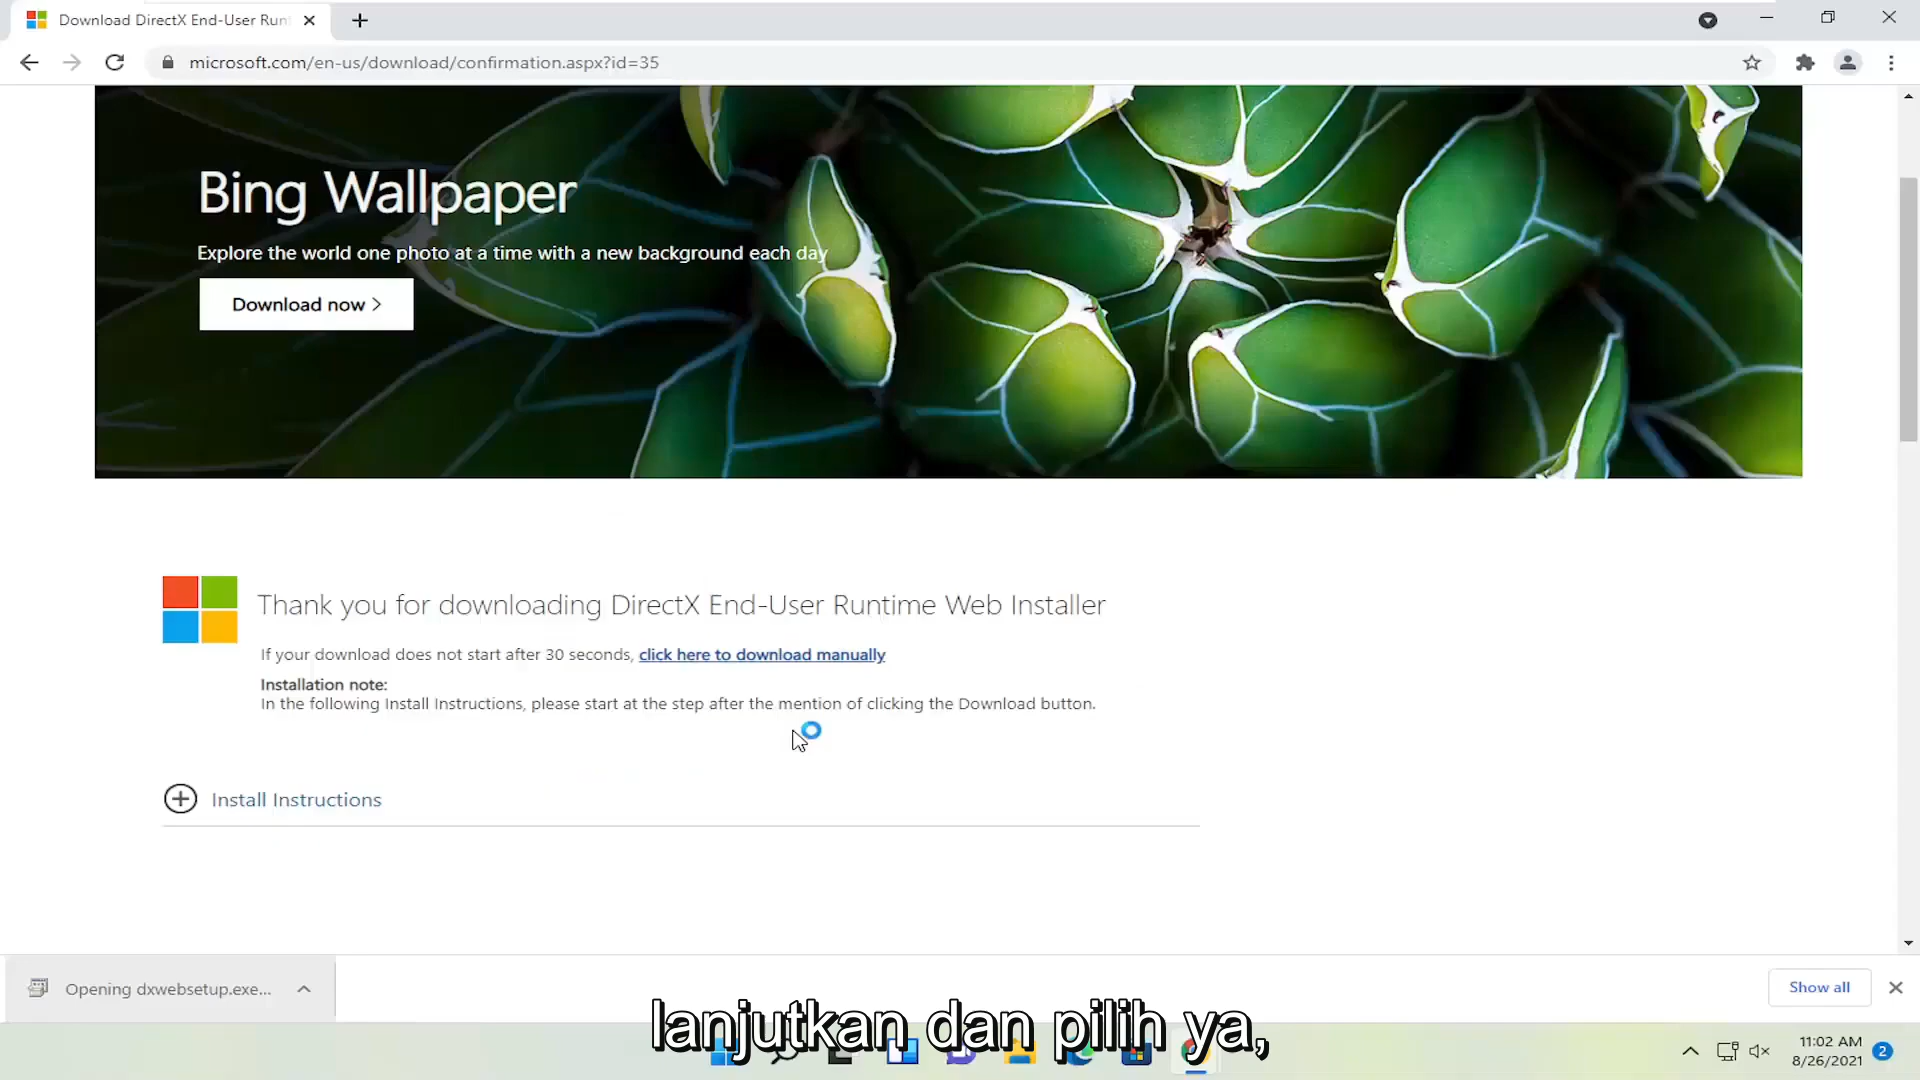 Download DirectX End-User Run
microsoft.com/en-us/download/confirmation.aspx?id=35
Bing Wallpaper
Explore the world one photo at a time with a new background each day
Download now >
Thank you for downloading DirectX End-User Runtime Web Installer
If your download does not start after 30 seconds, click here to download manually
Installation note:
In the following Install Instructions, please start at the step after the mention of clicking the Download button.
Install Instructions
Opening dxwebsetup.exe...
Show all
lanjutkan dan pilih ya,
11:02 AM
8/26/2021
2